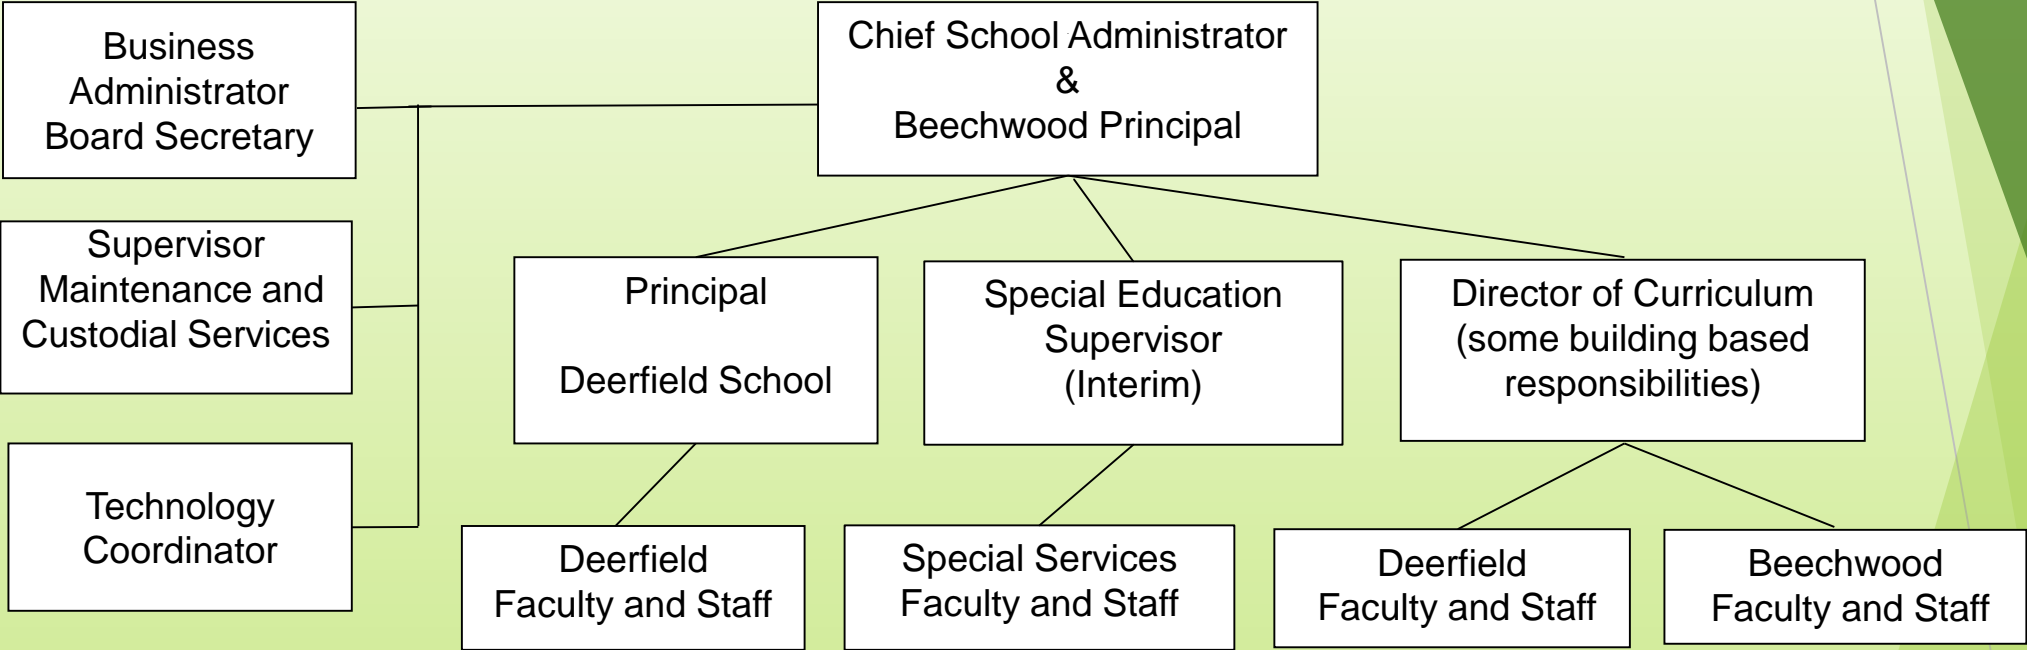 Business
Administrator
Board Secretary
Chief School Administrator
&
Beechwood Principal
Supervisor
Maintenance and
Custodial Services
Principal
Deerfield School
Special Education
Supervisor
(Interim)
Director of Curriculum
(some building based
responsibilities)
Technology
Coordinator
Deerfield
Faculty and Staff
Special Services
Faculty and Staff
Deerfield
Faculty and Staff
Beechwood
Faculty and Staff